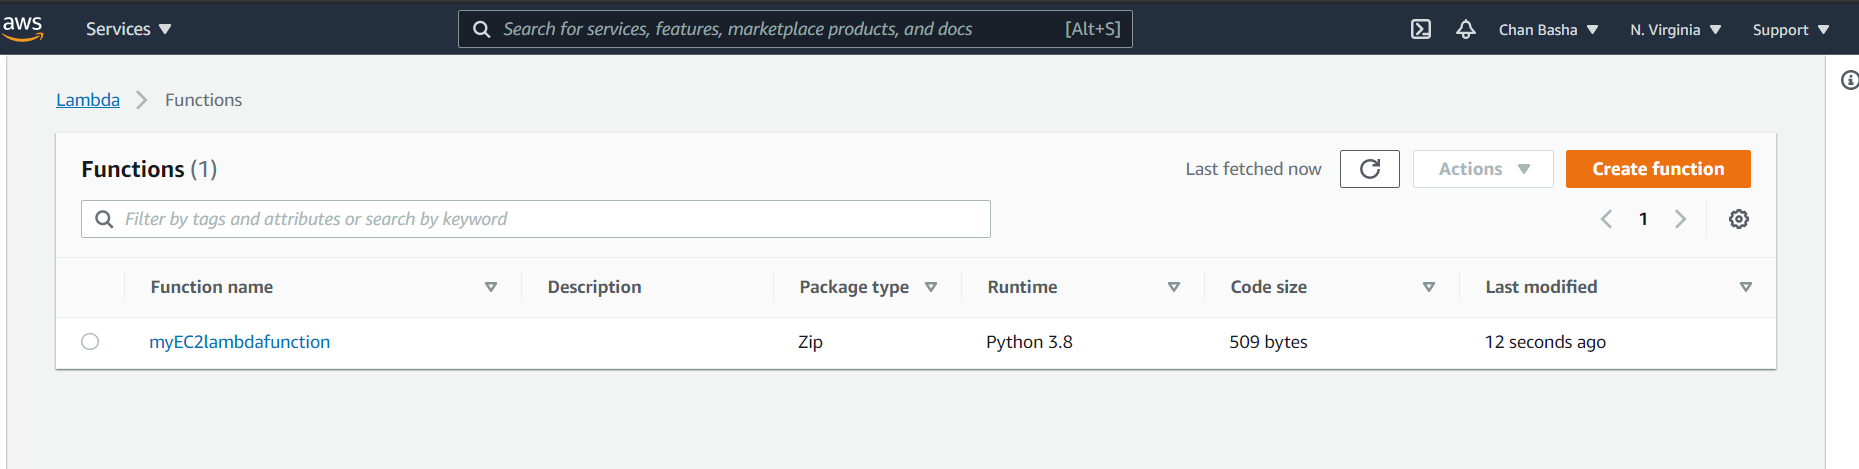 aws Services Search for services, features, marketplace products, and docs [Alt+S] Chan Basha N. Virginia Support
Lambda Functions
Functions (1) Last fetched now Actions Create function
Filter by tags and attributes or search by keyword 1
Function name Description Package type Runtime Code size Last modified
myEC2lambdafunction Zip Python 3.8 509 bytes 12 seconds ago